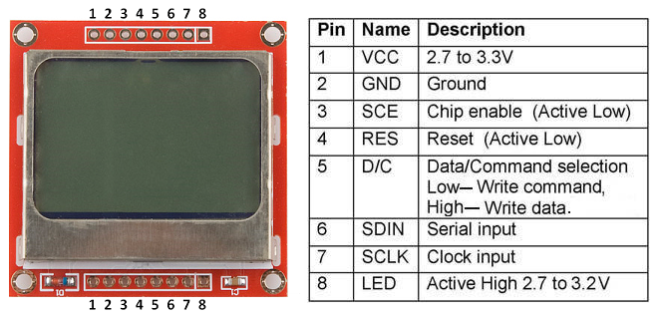 1 2 3 4 5 6 7 8
1 2 3 4 5 6 7 8
Pin Name Description
1 VCC 2.7 to 3.3V
2 GND Ground
3 SCE Chip enable (Active Low)
4 RES Reset (Active Low)
5 D/C Data/Command selection
Low— Write command,
High— Write data.
6 SDIN Serial input
7 SCLK Clock input
8 LED Active High 2.7 to 3.2V